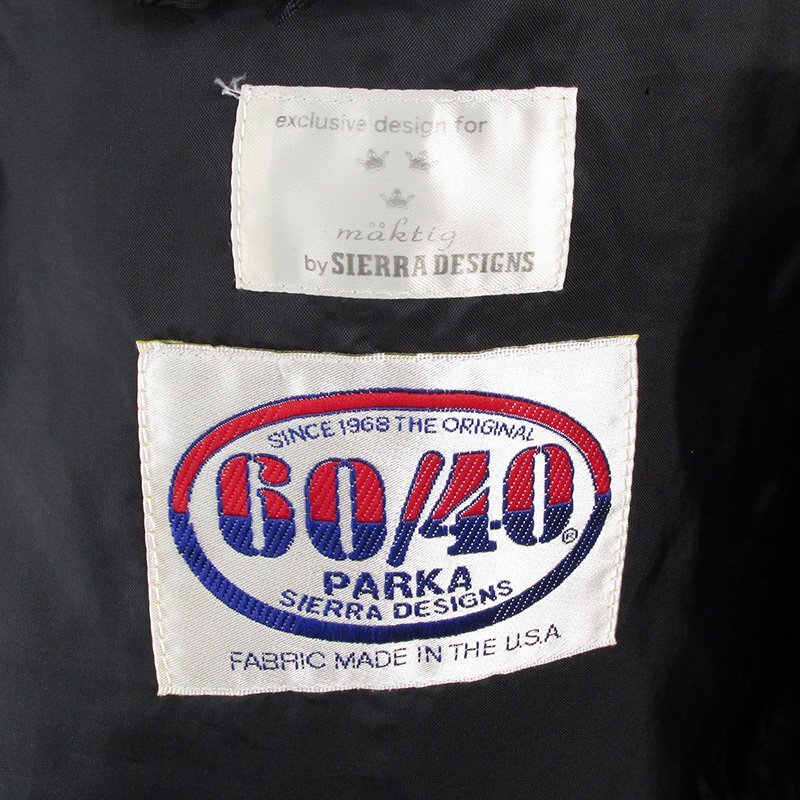 exclusive design for
mäktig
by SIERRA DESIGNS
SINCE 1968 THE ORIGINAL
60/40®
PARKA
SIERRA DESIGNS
FABRIC MADE IN THE U.S.A